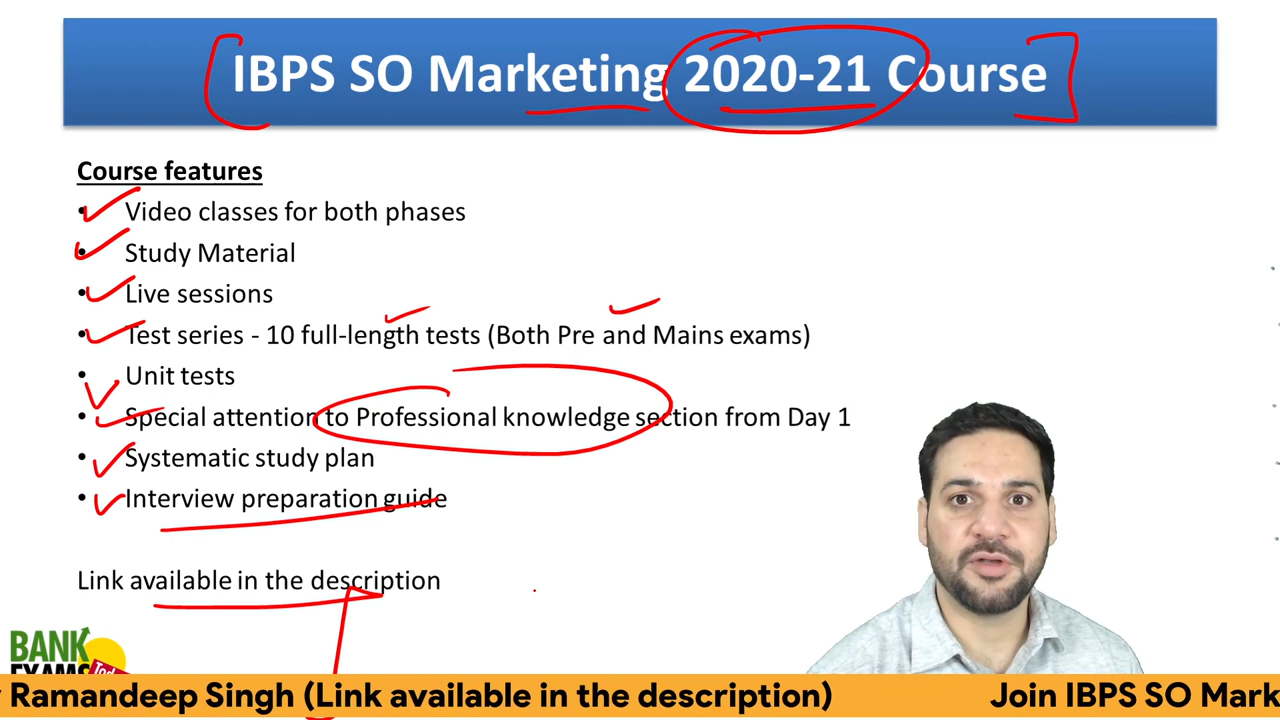 IBPS SO Marketing 2020-21 Course
Course features
• Video classes for both phases
• Study Material
• Live sessions
• Test series - 10 full-length tests (Both Pre and Mains exams)
• Unit tests
• Special attention to Professional knowledge section from Day 1
• Systematic study plan
• Interview preparation guide
Link available in the description
BANK
EXAMS Today
Ramandeep Singh (Link available in the description) Join IBPS SO